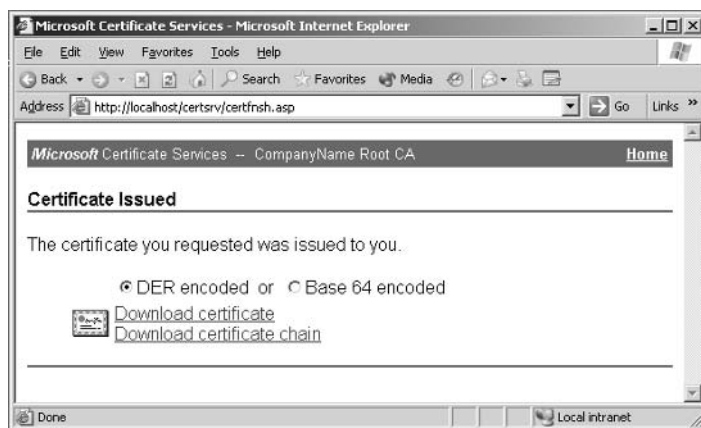 Microsoft Certificate Services - Microsoft Internet Explorer
File Edit View Favorites Tools Help
Back Search Favorites Media
Address http://localhost/certsrv/certfnsh.asp Go Links »
Microsoft Certificate Services -- CompanyName Root CA Home
Certificate Issued
The certificate you requested was issued to you.
DER encoded or Base 64 encoded
Download certificate
Download certificate chain
Done Local intranet